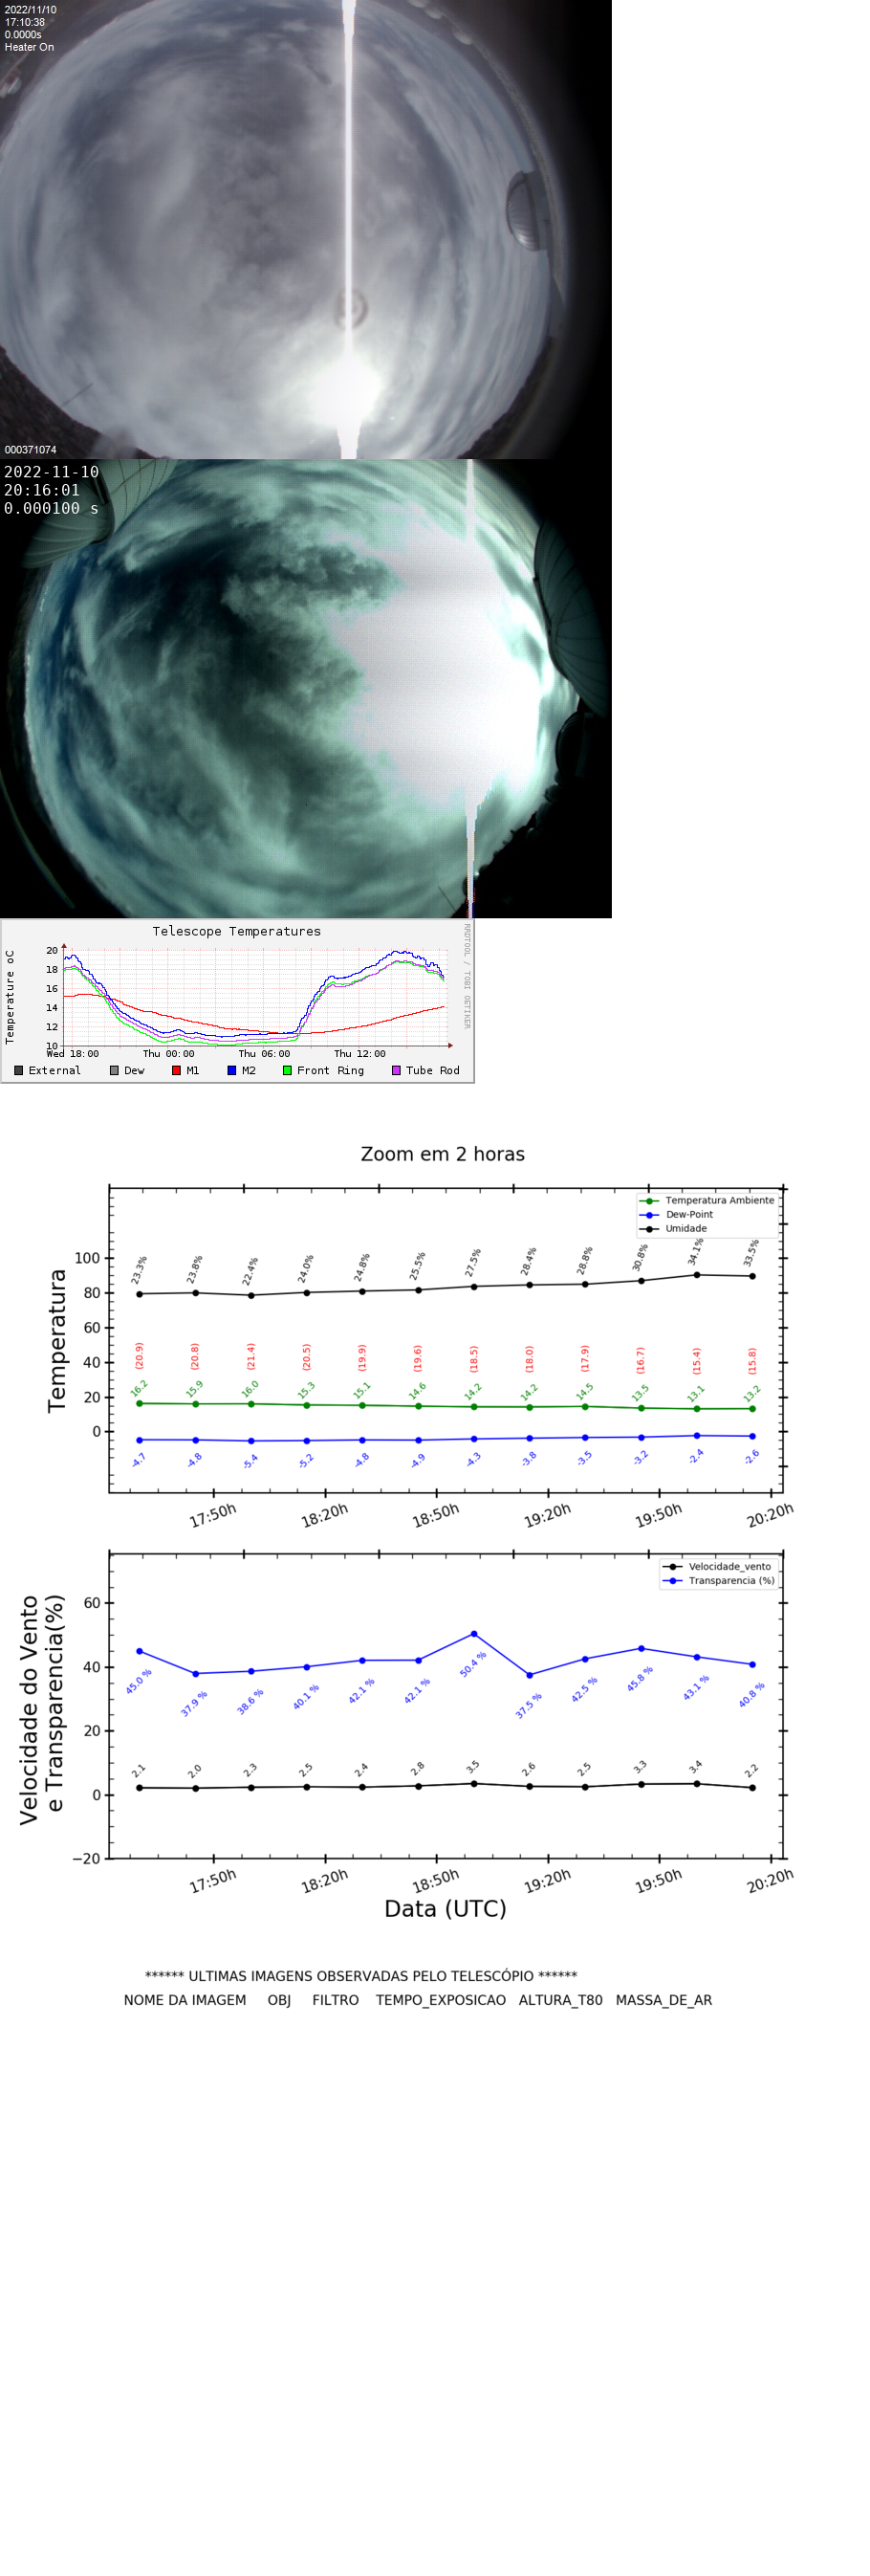 2022/11/10
17:10:38
0.0000s
Heater On
000371074
2022-11-10
20:16:01
0.000100 s
Telescope Temperatures
RRDTOOL / TOBI OETIKER
Temperature oC
20
18
16
14
12
10
Wed 18:00 Thu 00:00 Thu 06:00 Thu 12:00
External Dew M1 M2 Front Ring Tube Rod
Zoom em 2 horas
Temperatura Ambiente
Dew-Point
Umidade
Temperatura
100
80
60
40
20
0
23.3% 23.8% 22.4% 24.0% 24.8% 25.5% 27.5% 28.4% 28.8% 30.8% 34.1% 33.5%
(20.9) (20.8) (21.4) (20.5) (19.9) (19.6) (18.5) (18.0) (17.9) (16.7) (15.4) (15.8)
16.2 15.9 16.0 15.3 15.1 14.6 14.2 14.2 14.5 13.5 13.1 13.2
-4.7 -4.8 -5.4 -5.2 -4.8 -4.9 -4.3 -3.8 -3.5 -3.2 -2.4 -2.6
17:50h 18:20h 18:50h 19:20h 19:50h 20:20h
Velocidade_vento
Transparencia (%)
Velocidade do Vento
e Transparencia(%)
60
40
20
0
−20
45.0 % 37.9 % 38.6 % 40.1 % 42.1 % 42.1 % 50.4 % 37.5 % 42.5 % 45.8 % 43.1 % 40.8 %
2.1 2.0 2.3 2.5 2.4 2.8 3.5 2.6 2.5 3.3 3.4 2.2
17:50h 18:20h 18:50h 19:20h 19:50h 20:20h
Data (UTC)
****** ULTIMAS IMAGENS OBSERVADAS PELO TELESCÓPIO ******
NOME DA IMAGEM OBJ FILTRO TEMPO_EXPOSICAO ALTURA_T80 MASSA_DE_AR